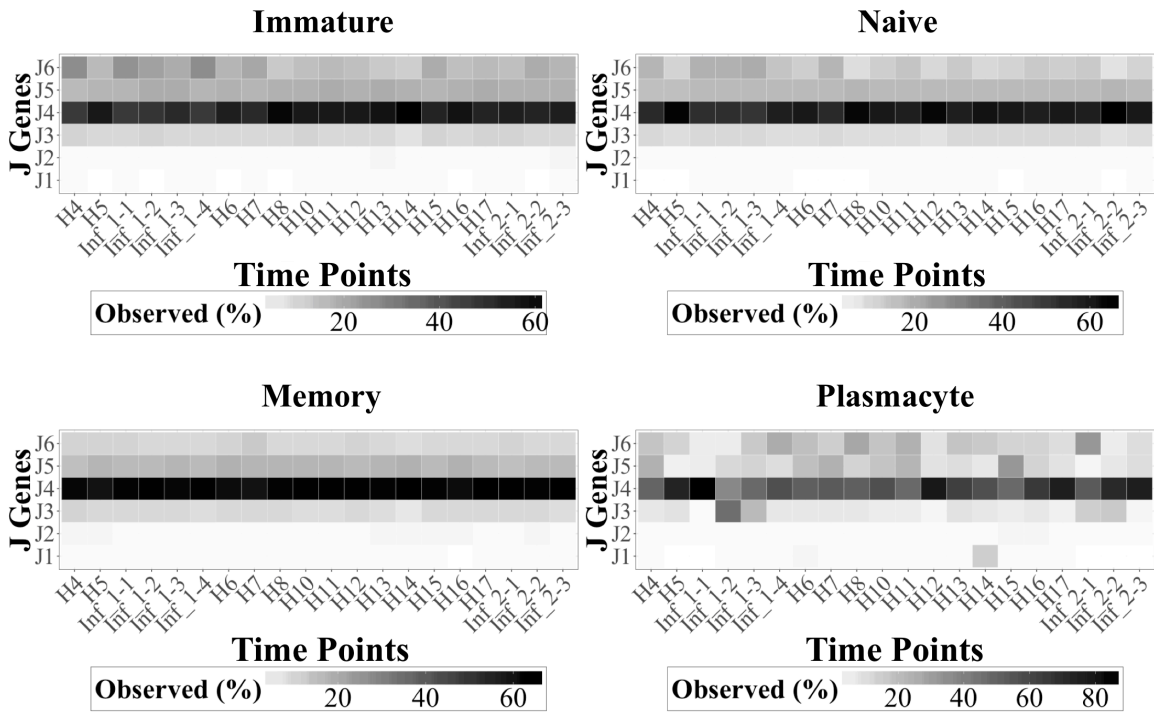 Immature
J Genes
J6
J5
J4
J3
J2
J1
H4 H5 Inf_1-1 Inf_1-2 Inf_1-3 Inf_1-4 H6 H7 H8 H10 H11 H12 H13 H14 H15 H16 H17 Inf_2-1 Inf_2-2 Inf_2-3
Time Points
Observed (%) 20 40 60
Naive
J Genes
J6
J5
J4
J3
J2
J1
H4 H5 Inf_1-1 Inf_1-2 Inf_1-3 Inf_1-4 H6 H7 H8 H10 H11 H12 H13 H14 H15 H16 H17 Inf_2-1 Inf_2-2 Inf_2-3
Time Points
Observed (%) 20 40 60
Memory
J Genes
J6
J5
J4
J3
J2
J1
H4 H5 Inf_1-1 Inf_1-2 Inf_1-3 Inf_1-4 H6 H7 H8 H10 H11 H12 H13 H14 H15 H16 H17 Inf_2-1 Inf_2-2 Inf_2-3
Time Points
Observed (%) 20 40 60
Plasmacyte
J Genes
J6
J5
J4
J3
J2
J1
H4 H5 Inf_1-1 Inf_1-2 Inf_1-3 Inf_1-4 H6 H7 H8 H10 H11 H12 H13 H14 H15 H16 H17 Inf_2-1 Inf_2-2 Inf_2-3
Time Points
Observed (%) 20 40 60 80